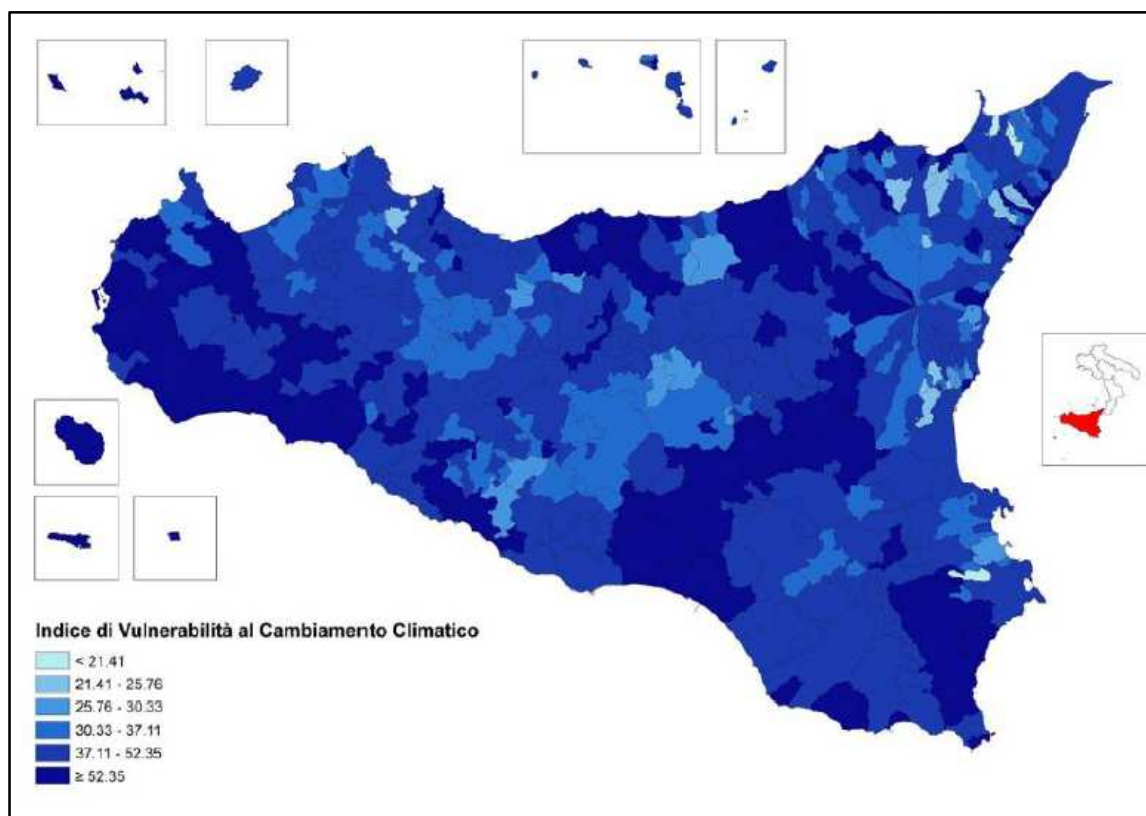 Indice di Vulnerabilità al Cambiamento Climatico
< 21.41
21.41 - 25.76
25.76 - 30.33
30.33 - 37.11
37.11 - 52.35
≥ 52.35